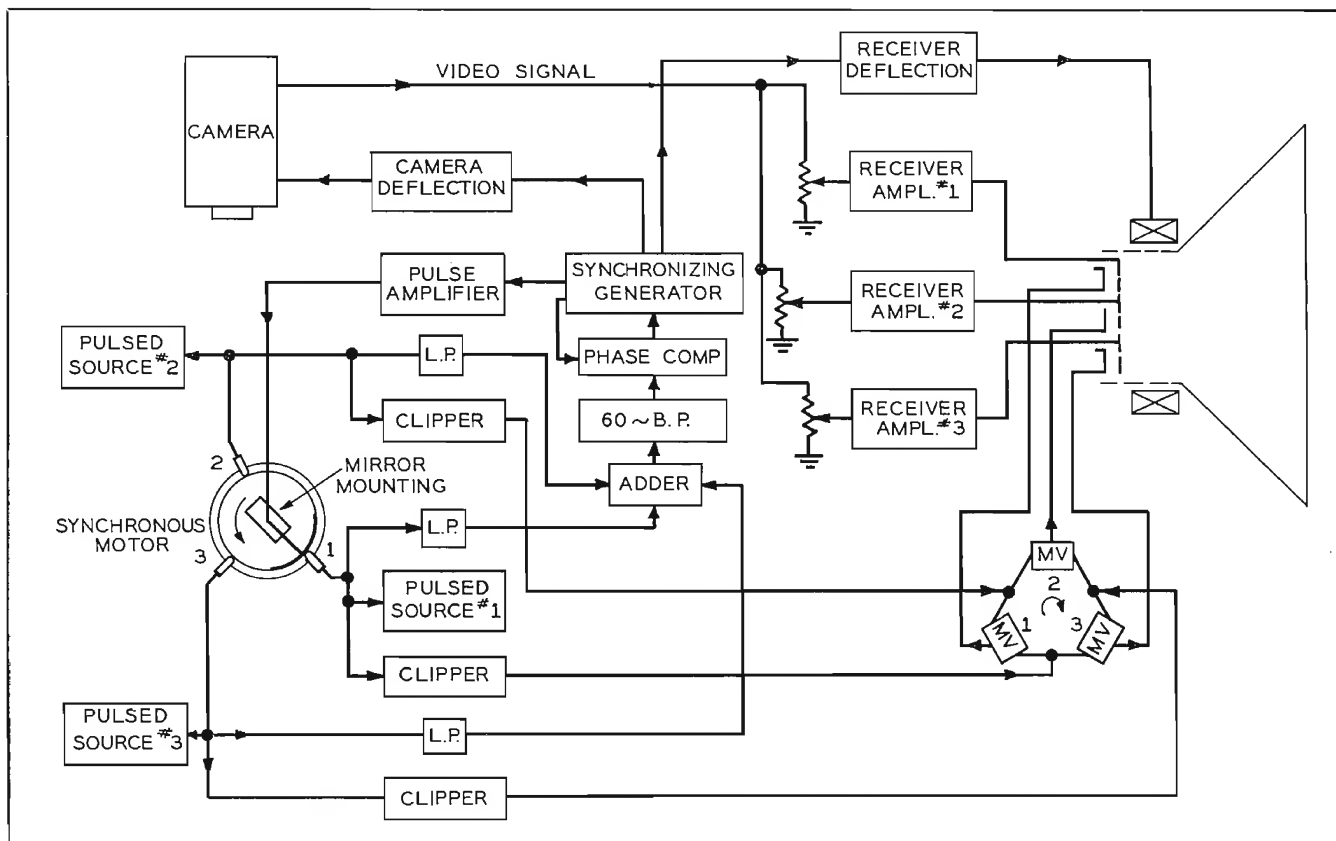 RECEIVER
DEFLECTION
VIDEO SIGNAL
CAMERA
CAMERA
DEFLECTION
RECEIVER
AMPL.#1
PULSE
AMPLIFIER
SYNCHRONIZING
GENERATOR
RECEIVER
AMPL.#2
PULSED
SOURCE#2
L.P.
PHASE COMP
CLIPPER
60~B.P.
RECEIVER
AMPL.#3
2
MIRROR
MOUNTING
ADDER
SYNCHRONOUS
MOTOR
3
1
L.P.
MV
PULSED
SOURCE#1
2
1
3
MV
MV
CLIPPER
PULSED
SOURCE#3
L.P.
CLIPPER